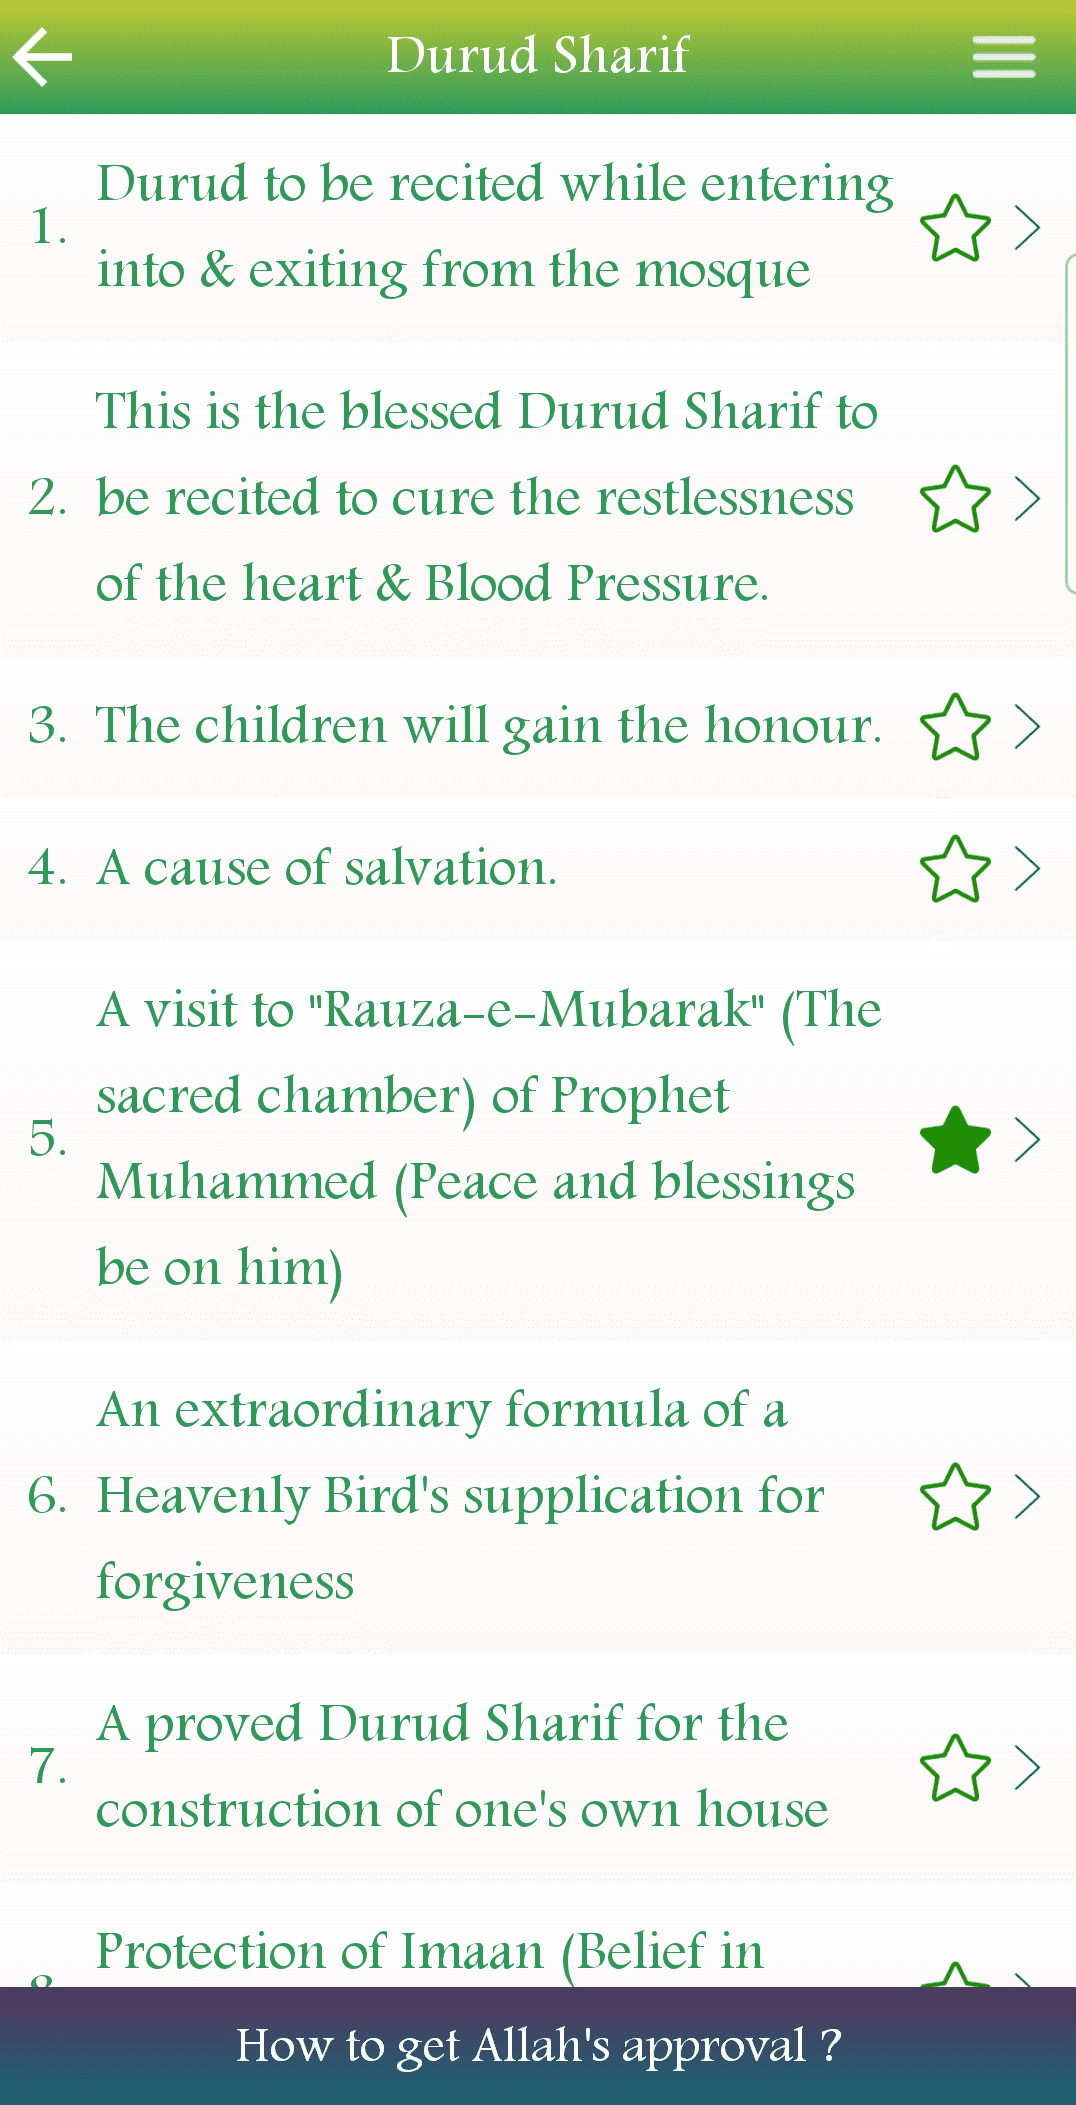 Durud Sharif
Durud to be recited while entering
1.
into & exiting from the mosque
This is the blessed Durud Sharif to
2. be recited to cure the restlessness
of the heart & Blood Pressure.
3. The children will gain the honour.
4. A cause of salvation.
A visit to "Rauza-e-Mubarak" (The
sacred chamber) of Prophet
5.
Muhammed (Peace and blessings
be on him)
An extraordinary formula of a
6. Heavenly Bird's supplication for
forgiveness
A proved Durud Sharif for the
7.
construction of one's own house
Protection of Imaan (Belief in
How to get Allah's approval ?